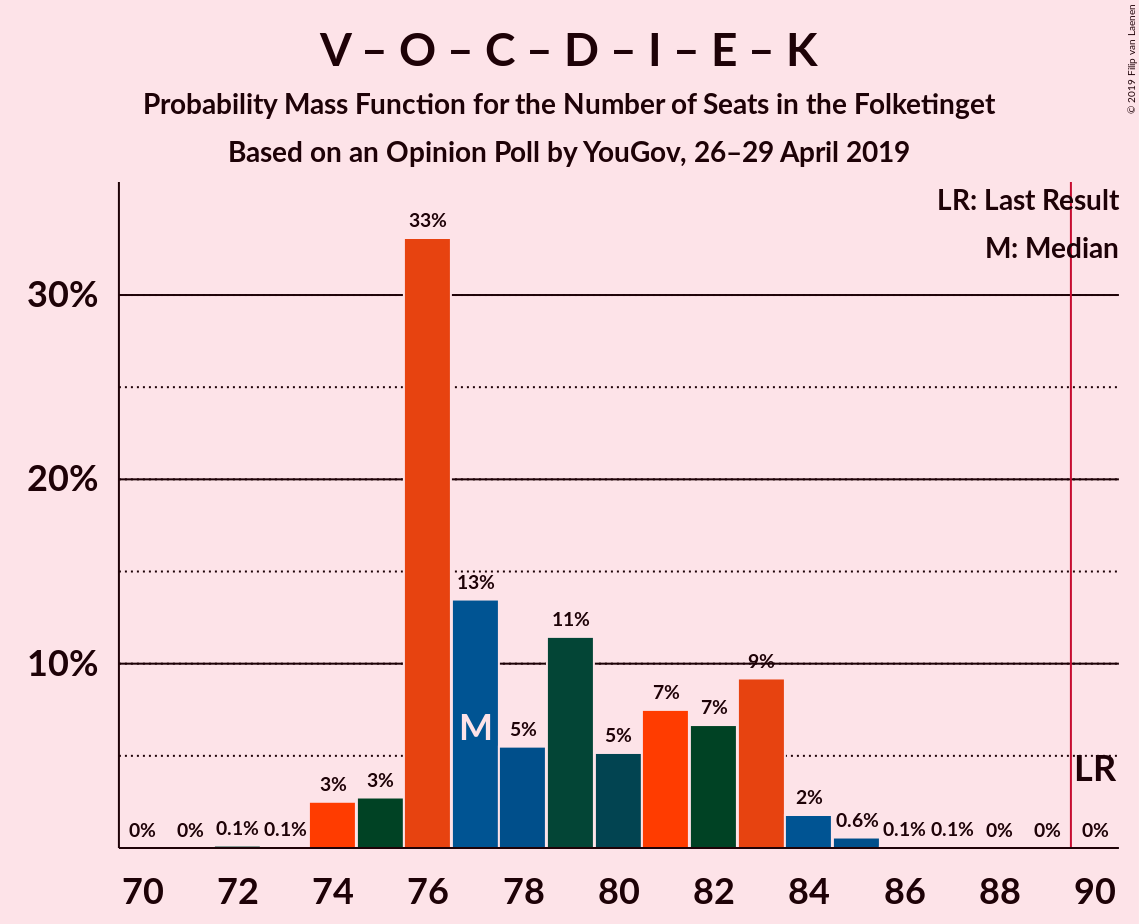 V – O – C – D – I – E – K
Probability Mass Function for the Number of Seats in the Folketinget
Based on an Opinion Poll by YouGov, 26–29 April 2019
© 2019 Filip van Laenen
LR: Last Result
M: Median
30%
20%
10%
0% 0% 0.1% 0.1% 3% 3% 33% 13% 5% 11% 5% 7% 7% 9% 2% 0.6% 0.1% 0.1% 0% 0% 0%
M
LR
70 72 74 76 78 80 82 84 86 88 90